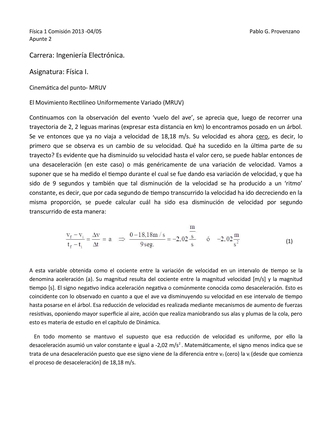 Física 1 Comisión 2013 -04/05 Pablo G. Provenzano
Apunte 2
Carrera: Ingeniería Electrónica.
Asignatura: Física I.
Cinemática del punto- MRUV
El Movimiento Rectilíneo Uniformemente Variado (MRUV)
Continuamos con la observación del evento 'vuelo del ave', se aprecia que, luego de recorrer una
trayectoria de 2, 2 leguas marinas (expresar esta distancia en km) lo encontramos posado en un árbol.
Se ve entonces que ya no viaja a velocidad de 18,18 m/s. Su velocidad es ahora cero, es decir, lo
primero que se observa es un cambio de su velocidad. Qué ha sucedido en la última parte de su
trayecto? Es evidente que ha disminuido su velocidad hasta el valor cero, se puede hablar entonces de
una desaceleración (en este caso) o más genéricamente de una variación de velocidad. Vamos a
suponer que se ha medido el tiempo durante el cual se fue dando esa variación de velocidad, y que ha
sido de 9 segundos y también que tal disminución de la velocidad se ha producido a un 'ritmo'
constante, es decir, que por cada segundo de tiempo transcurrido la velocidad ha ido decreciendo en la
misma proporción, se puede calcular cuál ha sido esa disminución de velocidad por segundo
transcurrido de esta manera:
(v_f − v_i)/(t_f − t_i) = Δv/Δt = a ⇒ (0 − 18,18m / s)/(9seg.) = −2,02 (m/s)/s ó −2,02 m/s² (1)
A esta variable obtenida como el cociente entre la variación de velocidad en un intervalo de tiempo se la
denomina aceleración (a). Su magnitud resulta del cociente entre la magnitud velocidad [m/s] y la magnitud
tiempo [s]. El signo negativo indica aceleración negativa o comúnmente conocida como desaceleración. Esto es
coincidente con lo observado en cuanto a que el ave va disminuyendo su velocidad en ese intervalo de tiempo
hasta posarse en el árbol. Esa reducción de velocidad es realizada mediante mecanismos de aumento de fuerzas
resistivas, oponiendo mayor superficie al aire, acción que realiza maniobrando sus alas y plumas de la cola, pero
esto es materia de estudio en el capítulo de Dinámica.
En todo momento se mantuvo el supuesto que esa reducción de velocidad es uniforme, por ello la
desaceleración asumió un valor constante e igual a -2,02 m/s². Matemáticamente, el signo menos indica que se
trata de una desaceleración puesto que ese signo viene de la diferencia entre vf (cero) la vi (desde que comienza
el proceso de desaceleración) de 18,18 m/s.